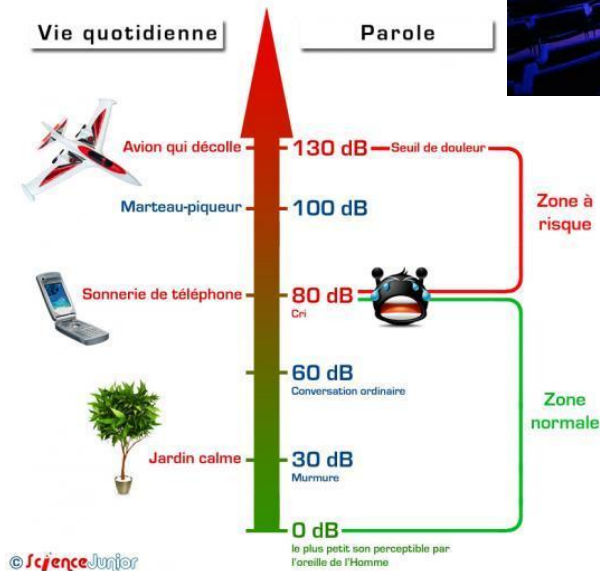 Vie quotidienne
Parole
Avion qui décolle 130 dB Seuil de douleur
Marteau-piqueur 100 dB
Zone à
risque
Sonnerie de téléphone 80 dB
Cri
60 dB
Conversation ordinaire
Zone
normale
Jardin calme 30 dB
Murmure
0 dB
le plus petit son perceptible par
l'oreille de l'Homme
© ScienceJunior